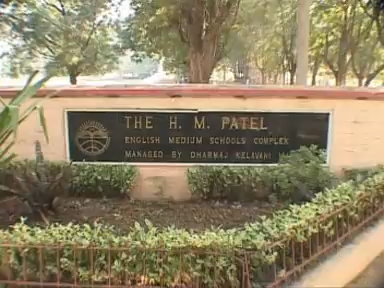 THE H. M. PATEL
ENGLISH MEDIUM SCHOOLS COMPLEX
MANAGED BY DHARMAJ KELAVANI